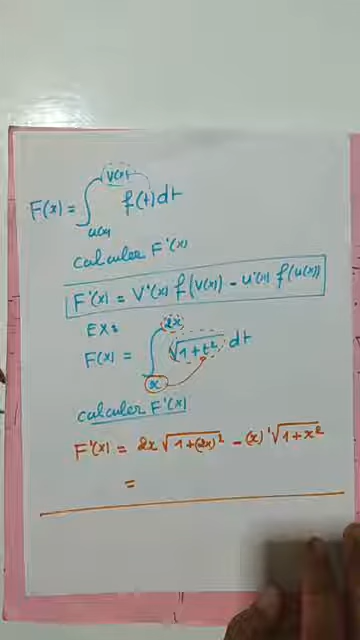 F(x) = ∫_{u(x)}^{v(x)} f(t) dt
calculer F'(x)
F'(x) = V'(x) f(v(x)) - u'(x) f(u(x))
EX:
F(x) = ∫_{x}^{2x} √(1+t²) dt
calculer F'(x)
F'(x) = 2x √(1+(2x)²) - (x)' √(1+x²)
=